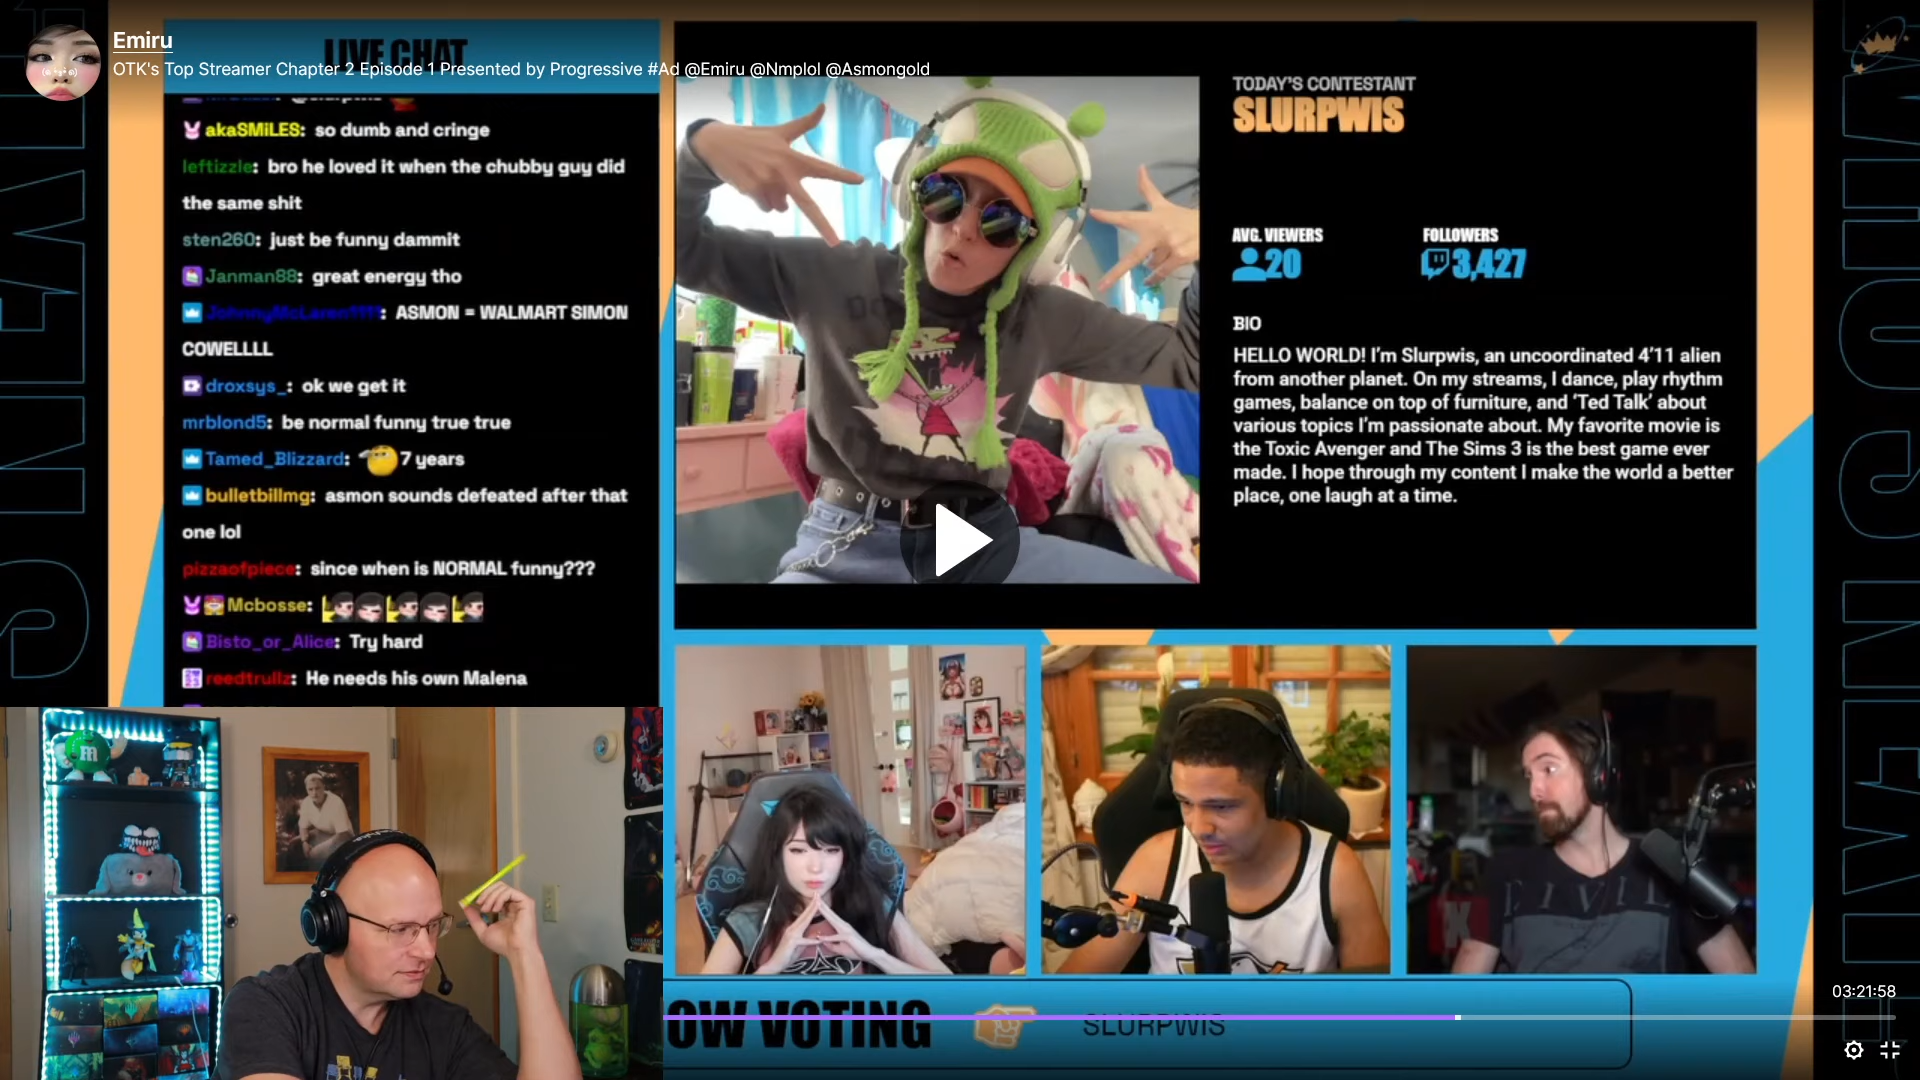 Emiru
OTK's Top Streamer Chapter 2 Episode 1 Presented by Progressive #Ad @Emiru @Nmplol @Asmongold
LIVE CHAT
akaSMiLES: so dumb and cringe
leftizzle: bro he loved it when the chubby guy did
the same shit
sten260: just be funny dammit
Janman88: great energy tho
JohnnyMcLaren1111: ASMON = WALMART SIMON
COWELLLL
droxsys_: ok we get it
mrblond5: be normal funny true true
Tamed_Blizzard: 7 years
bulletbillmg: asmon sounds defeated after that
one lol
pizzaofpiece: since when is NORMAL funny???
Mcbosse:
Bisto_or_Alice: Try hard
reedtrullz: He needs his own Malena
TODAY'S CONTESTANT
SLURPWIS
AVG. VIEWERS
20
FOLLOWERS
3,427
BIO
HELLO WORLD! I'm Slurpwis, an uncoordinated 4'11 alien
from another planet. On my streams, I dance, play rhythm
games, balance on top of furniture, and 'Ted Talk' about
various topics I'm passionate about. My favorite movie is
the Toxic Avenger and The Sims 3 is the best game ever
made. I hope through my content I make the world a better
place, one laugh at a time.
OW VOTING
SLURPWIS
03:21:58